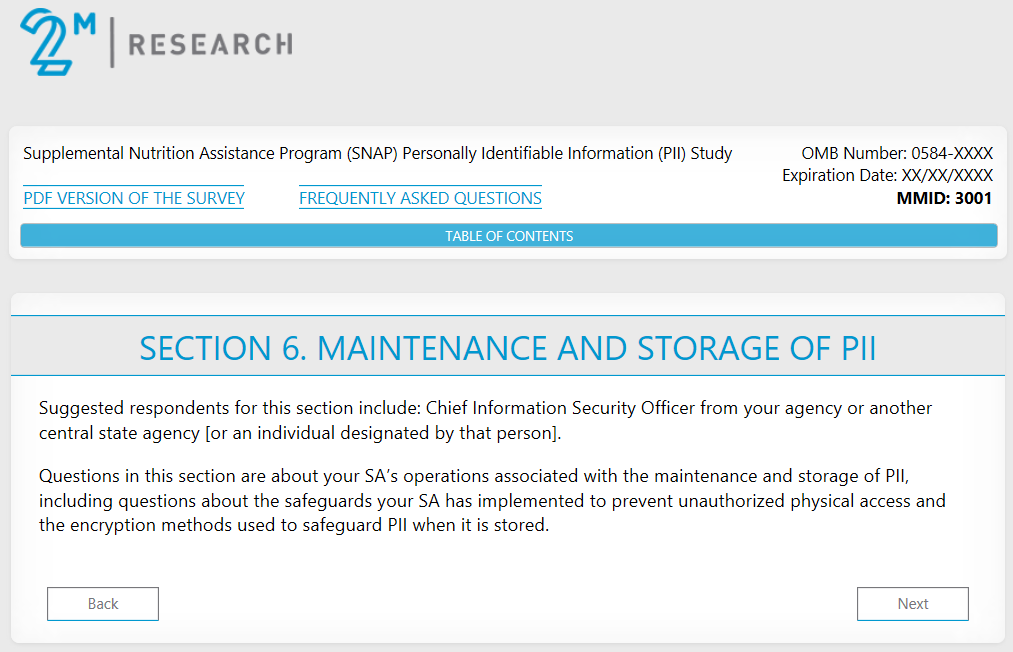 2M | RESEARCH
Supplemental Nutrition Assistance Program (SNAP) Personally Identifiable Information (PII) Study
OMB Number: 0584-XXXX
Expiration Date: XX/XX/XXXX
MMID: 3001
PDF VERSION OF THE SURVEY
FREQUENTLY ASKED QUESTIONS
TABLE OF CONTENTS
SECTION 6. MAINTENANCE AND STORAGE OF PII
Suggested respondents for this section include: Chief Information Security Officer from your agency or another
central state agency [or an individual designated by that person].
Questions in this section are about your SA’s operations associated with the maintenance and storage of PII,
including questions about the safeguards your SA has implemented to prevent unauthorized physical access and
the encryption methods used to safeguard PII when it is stored.
Back
Next